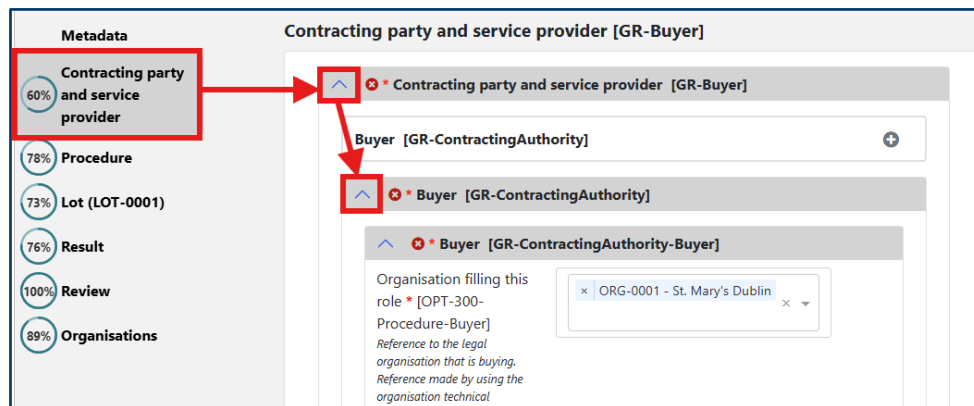 Metadata
60%
Contracting party
and service
provider
78%
Procedure
73%
Lot (LOT-0001)
76%
Result
100%
Review
89%
Organisations
Contracting party and service provider [GR-Buyer]
* Contracting party and service provider [GR-Buyer]
Buyer [GR-ContractingAuthority]
* Buyer [GR-ContractingAuthority]
* Buyer [GR-ContractingAuthority-Buyer]
Organisation filling this
role * [OPT-300-
Procedure-Buyer]
Reference to the legal
organisation that is buying.
Reference made by using the
organisation technical
× ORG-0001 - St. Mary's Dublin
×